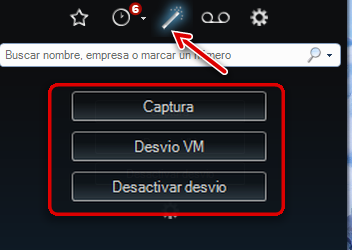 6
Buscar nombre, empresa o marcar un número
Captura
Desvio VM
Desactivar desvio